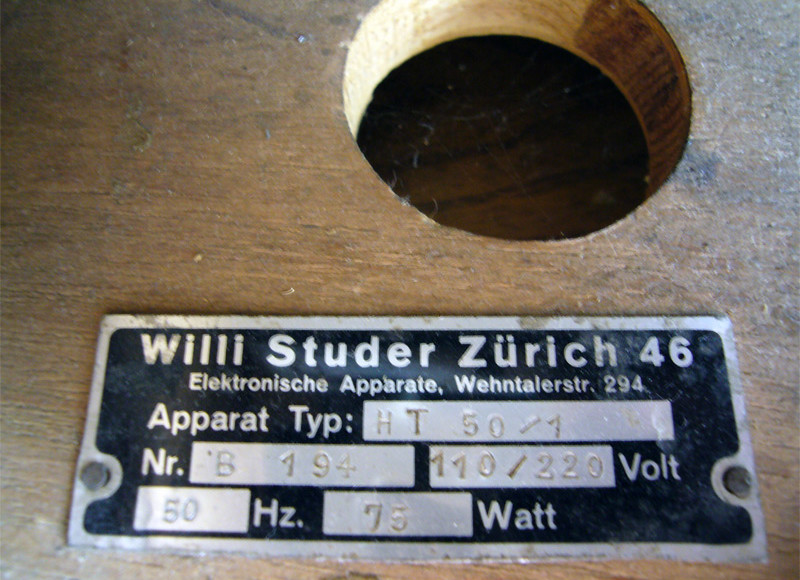 Willi Studer Zürich 46
Elektronische Apparate, Wehntalerstr. 294
Apparat Typ: HT 50/1
Nr. B 194 110/220 Volt
50 Hz. 75 Watt